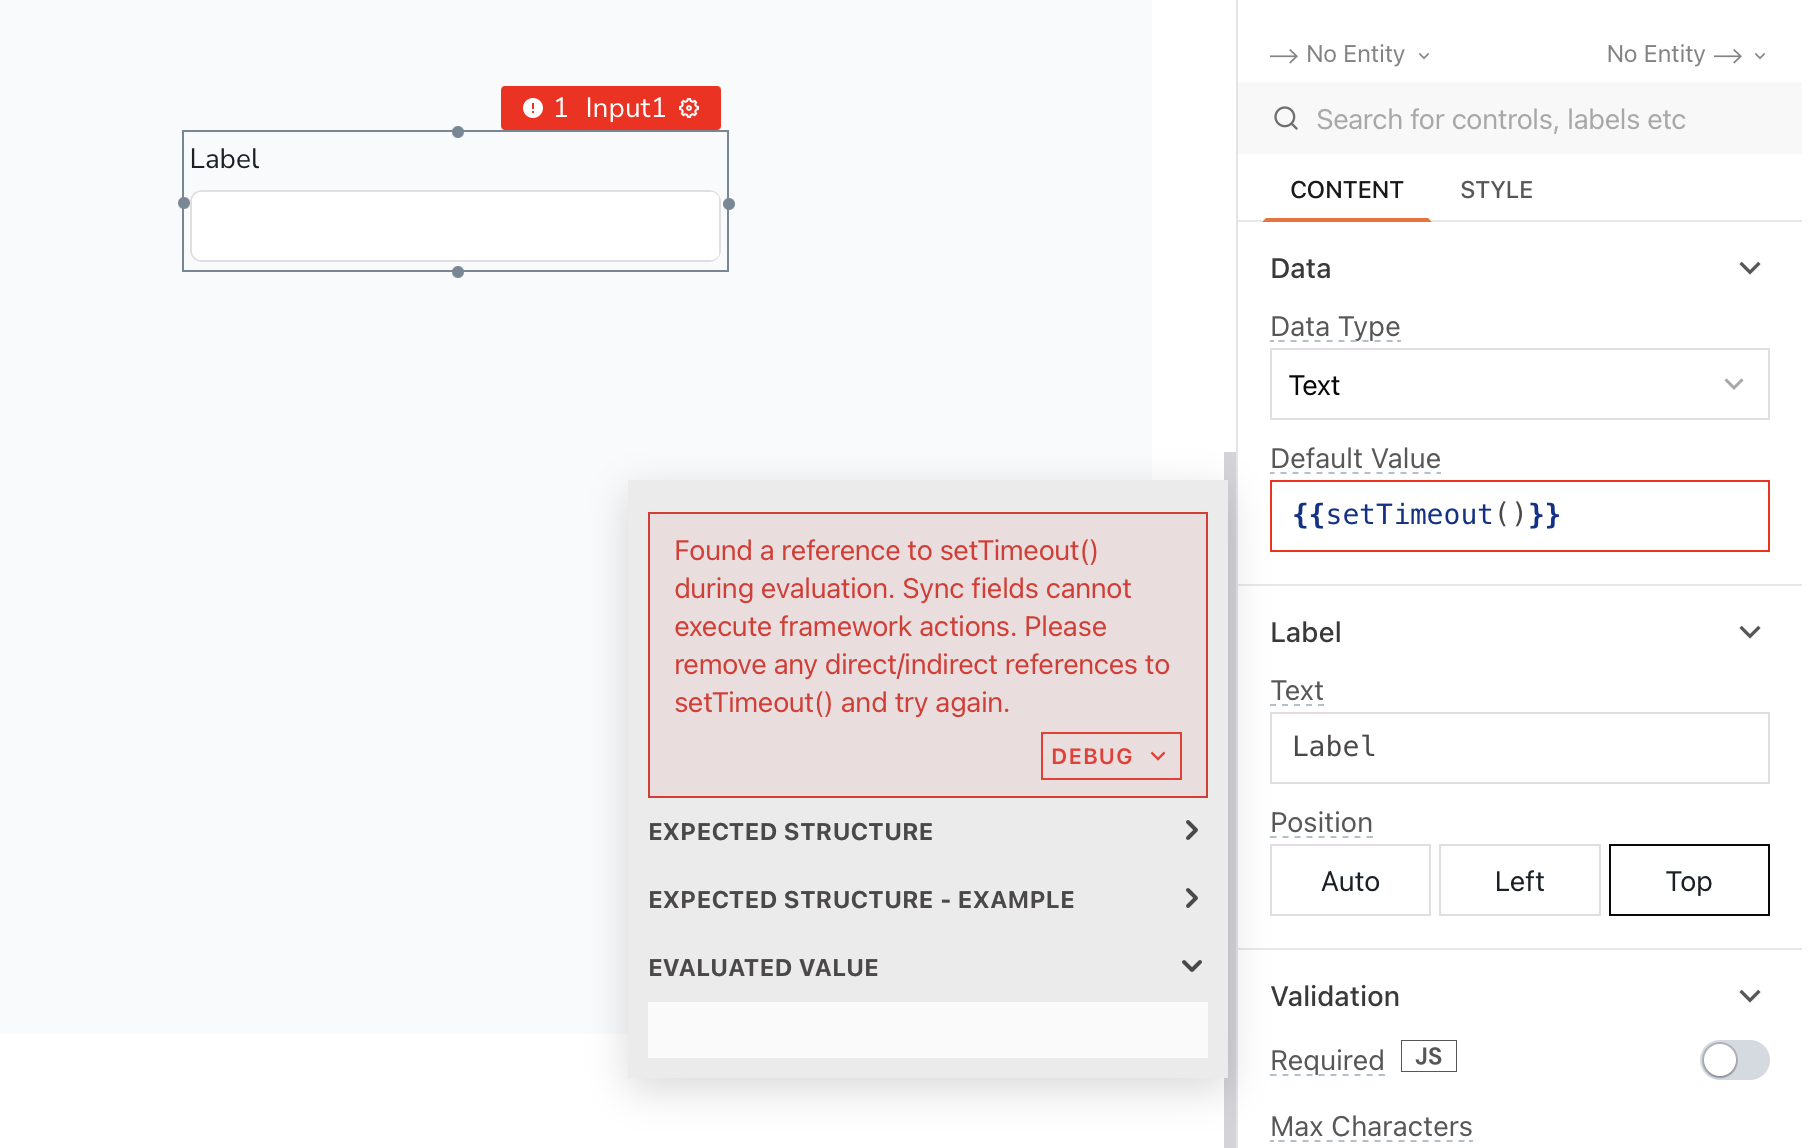 1 Input1
Label
Found a reference to setTimeout()
during evaluation. Sync fields cannot
execute framework actions. Please
remove any direct/indirect references to
setTimeout() and try again.
DEBUG
EXPECTED STRUCTURE
EXPECTED STRUCTURE - EXAMPLE
EVALUATED VALUE
No Entity
No Entity
Search for controls, labels etc
CONTENT
STYLE
Data
Data Type
Text
Default Value
{{setTimeout()}}
Label
Text
Label
Position
Auto
Left
Top
Validation
Required
JS
Max Characters